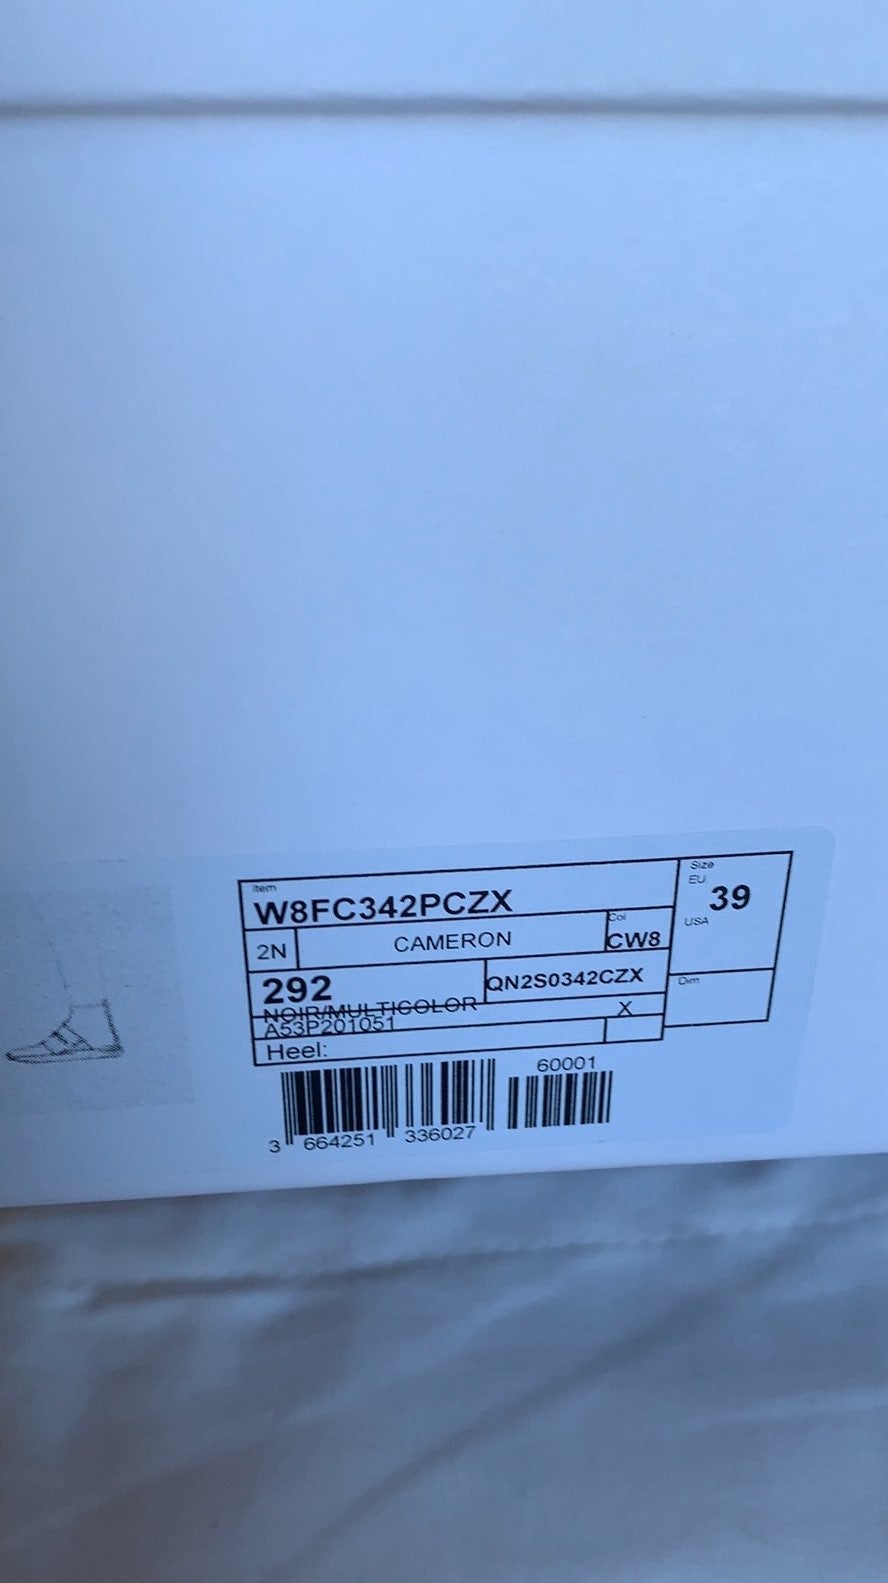 Item
W8FC342PCZX
Size
EU
39
USA
2N
CAMERON
Col
CW8
292
QN2S0342CZX
Dim
NOIR/MULTICOLOR
X
A53P201051
Heel:
60001
3 664251 336027